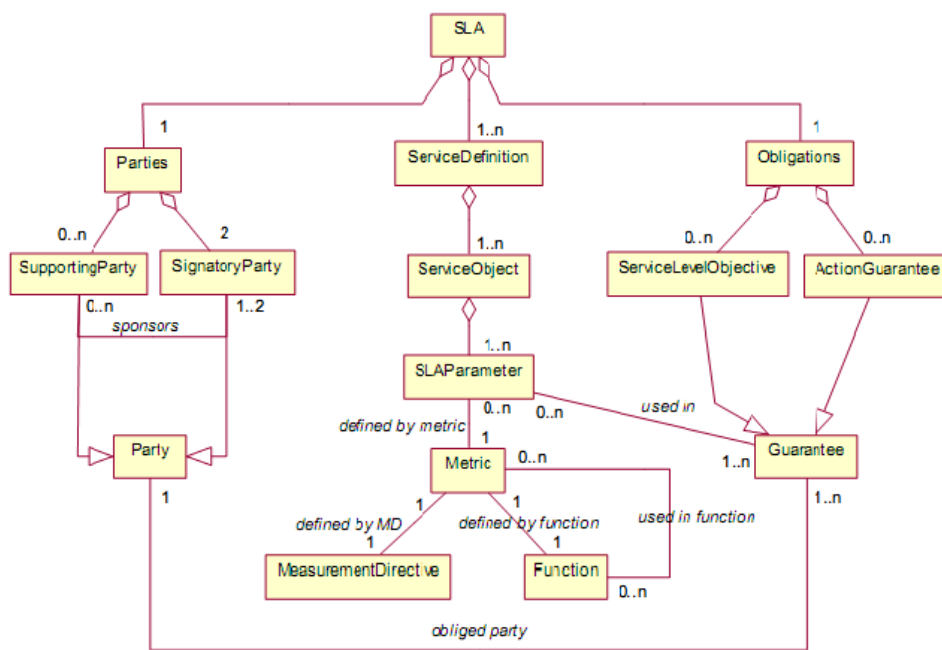 SLA
1
1..n
1
Parties
ServiceDefinition
Obligations
0..n
2
1..n
0..n
0..n
SupportingParty
SignatoryParty
ServiceObject
ServiceLevelObjective
ActionGuarantee
0..n
1..2
sponsors
1..n
SLAParameter
0..n
0..n
used in
defined by metric
1
Party
Metric
0..n
1..n
Guarantee
1
1
1
1..n
defined by MD
defined by function
used in function
1
1
MeasurementDirective
Function
0..n
obliged party